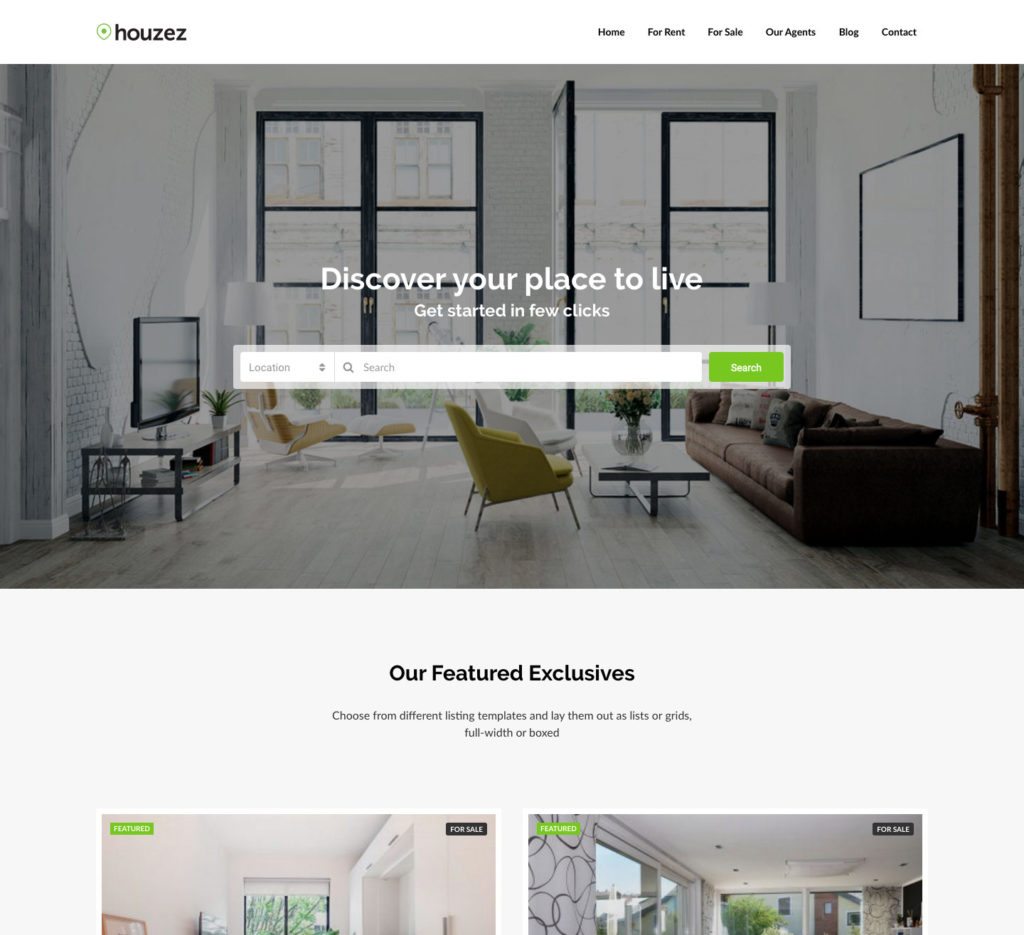 houzez
Home For Rent For Sale Our Agents Blog Contact
Discover your place to live
Get started in few clicks
Location Search Search
Our Featured Exclusives
Choose from different listing templates and lay them out as lists or grids,
full-width or boxed
FEATURED FOR SALE FEATURED FOR SALE